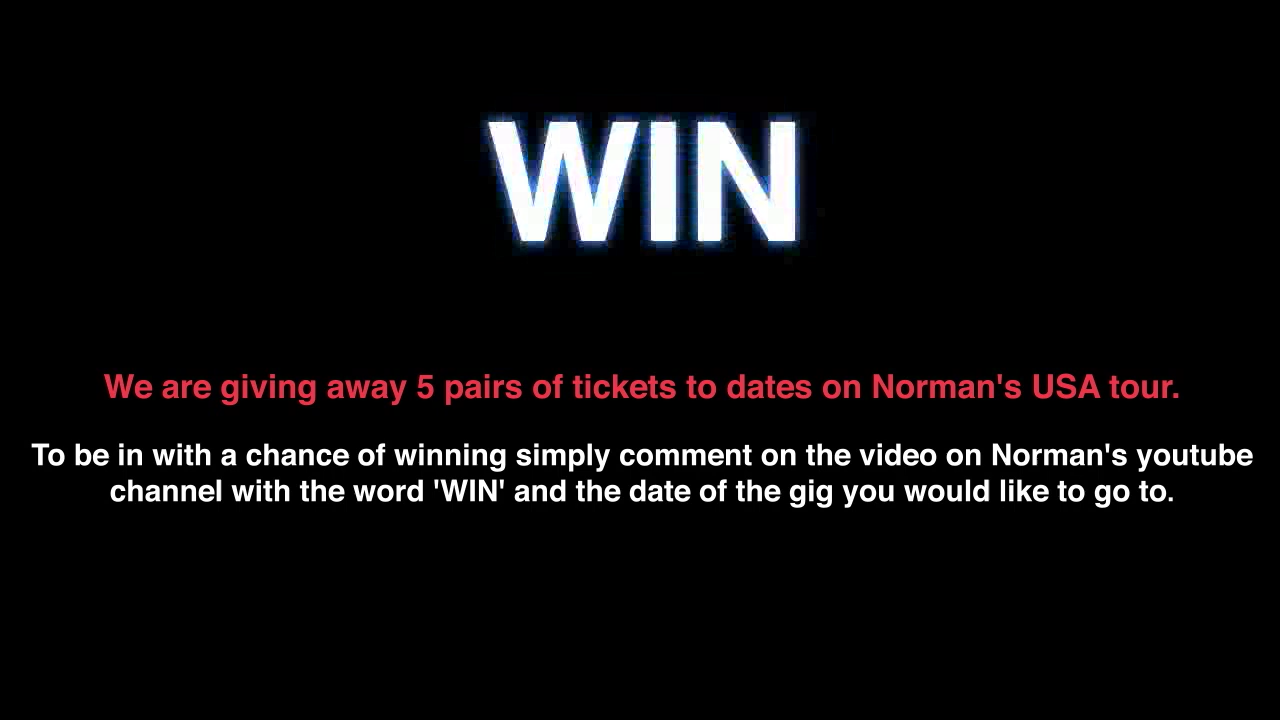 WIN
We are giving away 5 pairs of tickets to dates on Norman's USA tour.
To be in with a chance of winning simply comment on the video on Norman's youtube
channel with the word 'WIN' and the date of the gig you would like to go to.